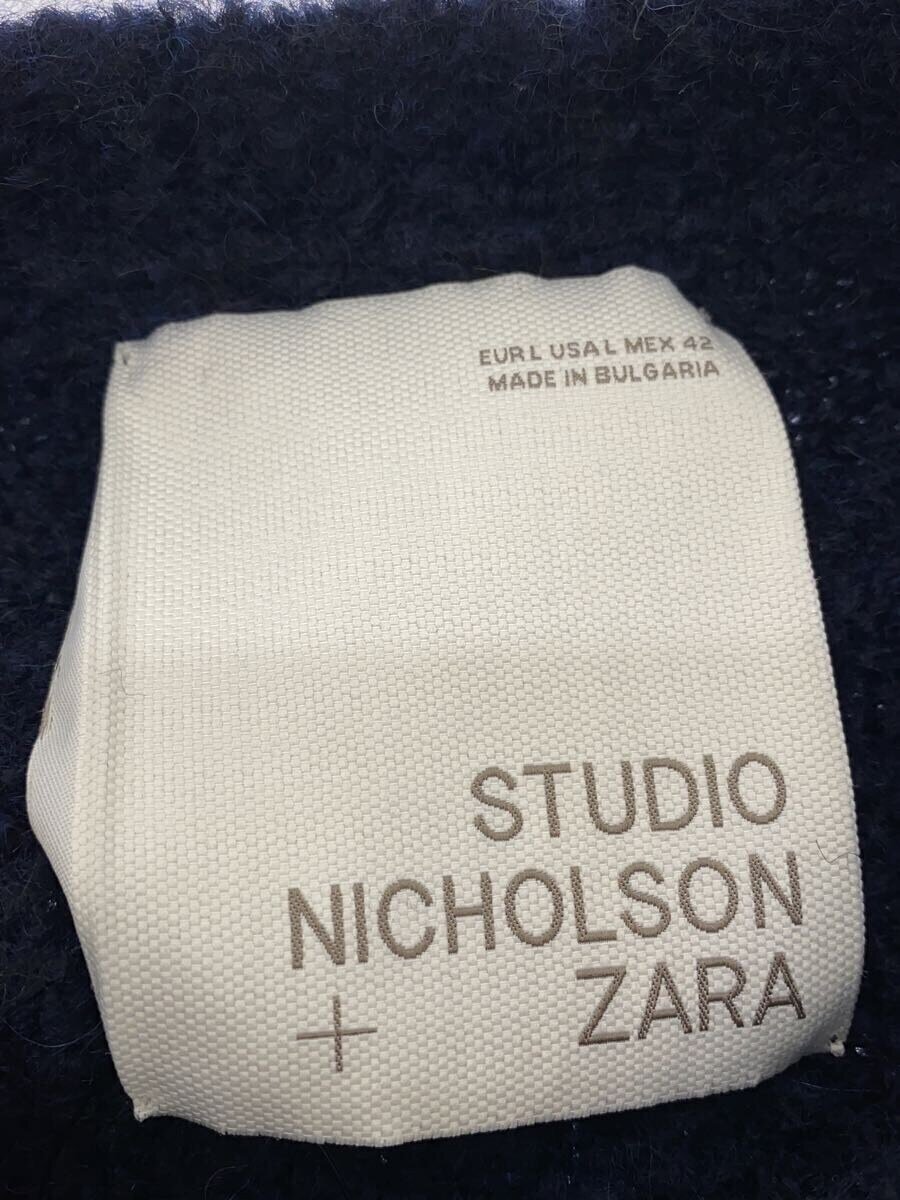 EUR L USA L MEX 42
MADE IN BULGARIA
STUDIO
NICHOLSON
+ ZARA